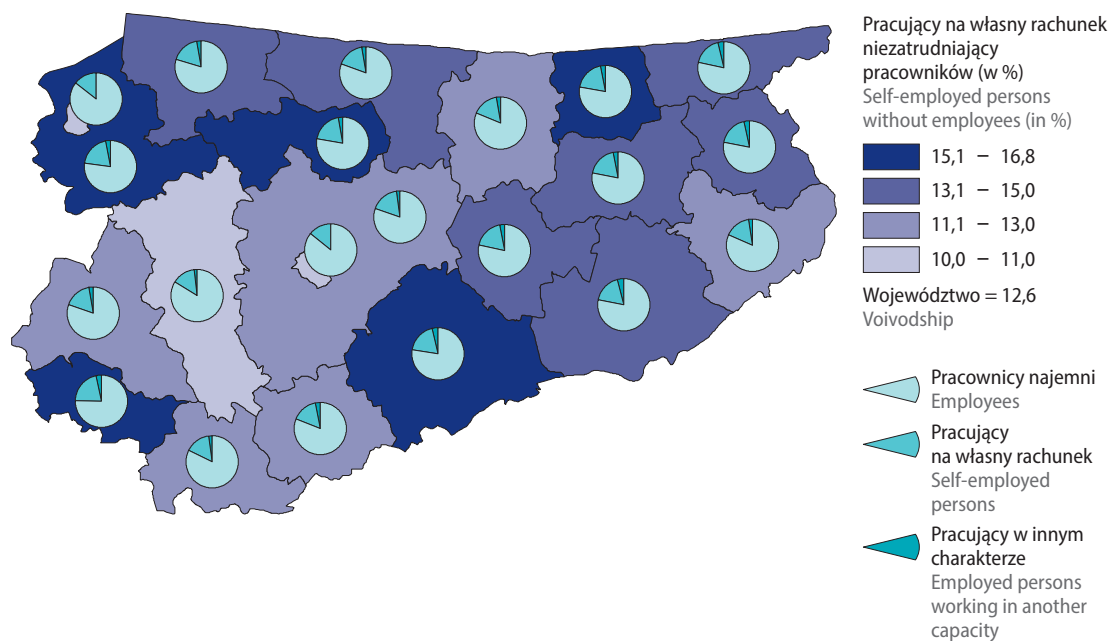 Pracujący na własny rachunek
niezatrudniający
pracowników (w %)
Self-employed persons
without employees (in %)
15,1 – 16,8
13,1 – 15,0
11,1 – 13,0
10,0 – 11,0
Województwo = 12,6
Voivodship
Pracownicy najemni
Employees
Pracujący
na własny rachunek
Self-employed
persons
Pracujący w innym
charakterze
Employed persons
working in another
capacity